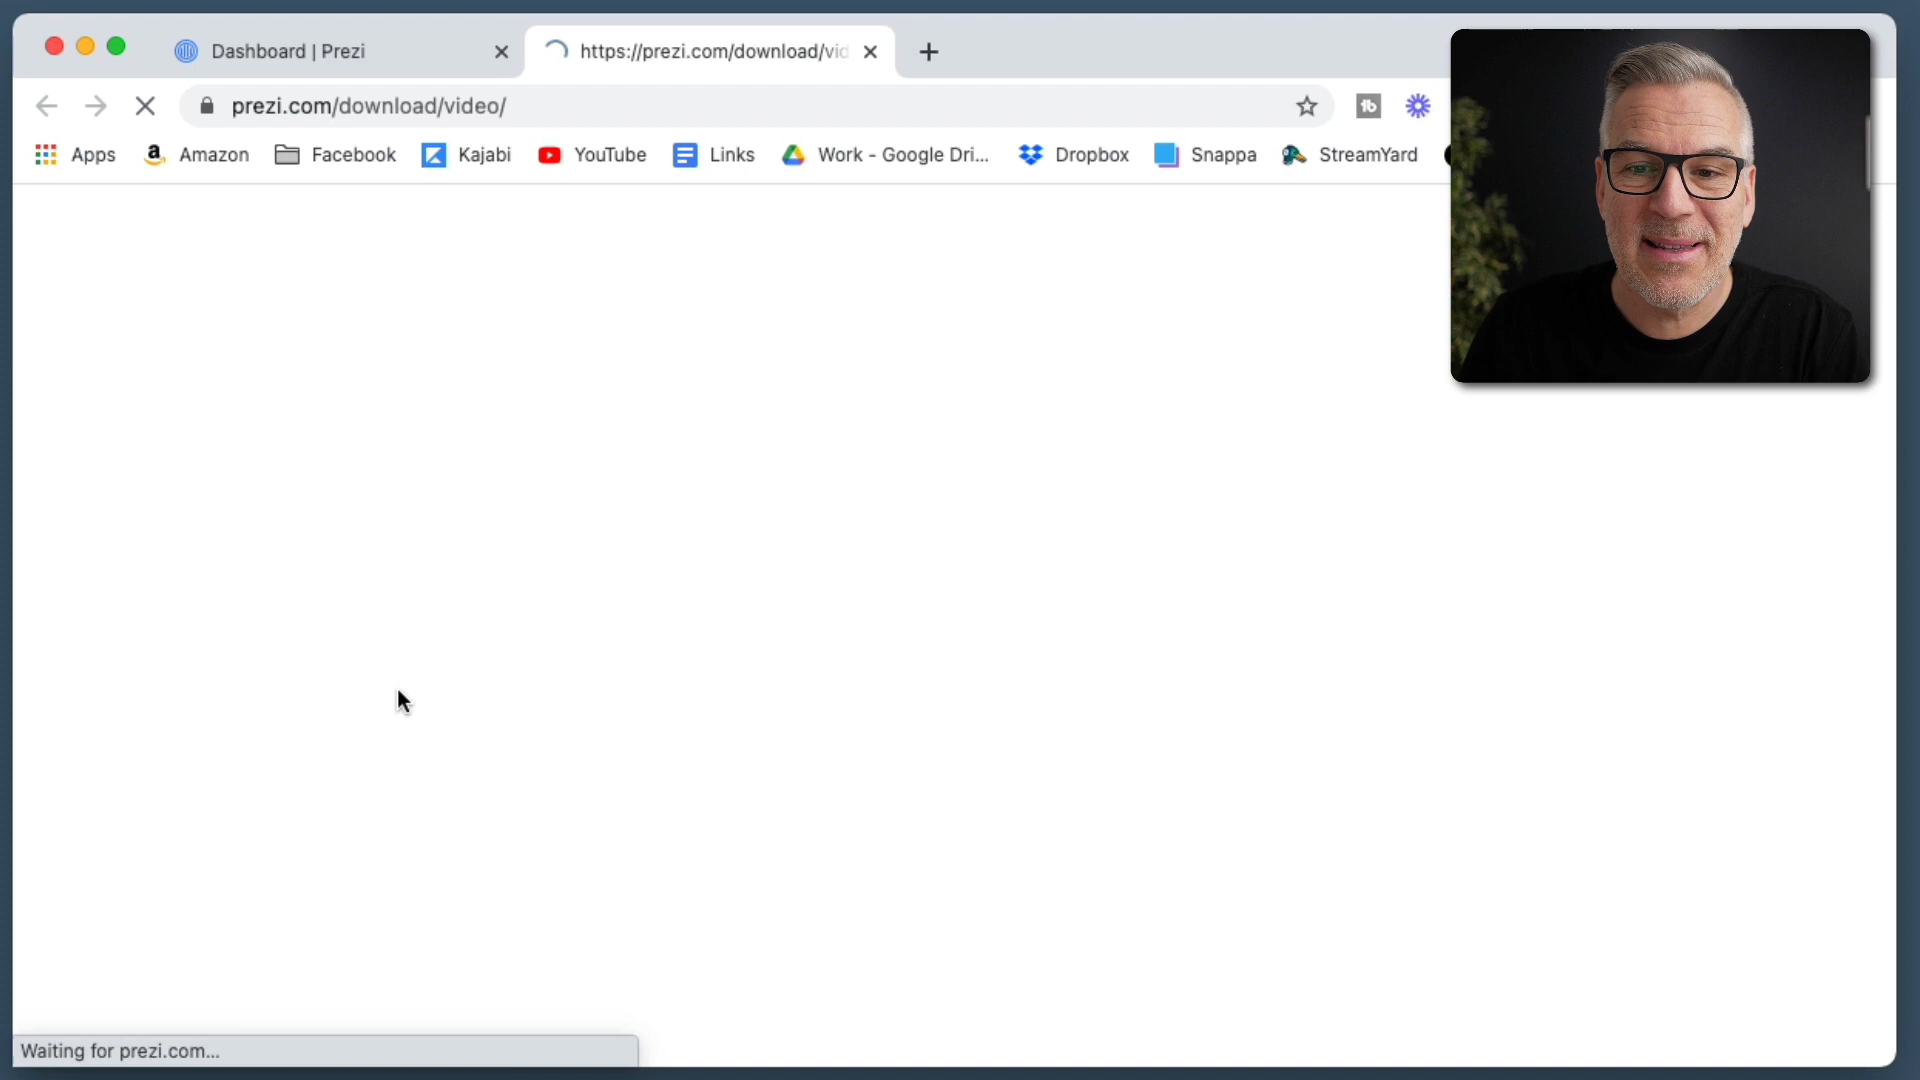 Dashboard | Prezi
https://prezi.com/download/vid
prezi.com/download/video/
Apps
Amazon
Facebook
Kajabi
YouTube
Links
Work - Google Dri...
Dropbox
Snappa
StreamYard
Waiting for prezi.com...